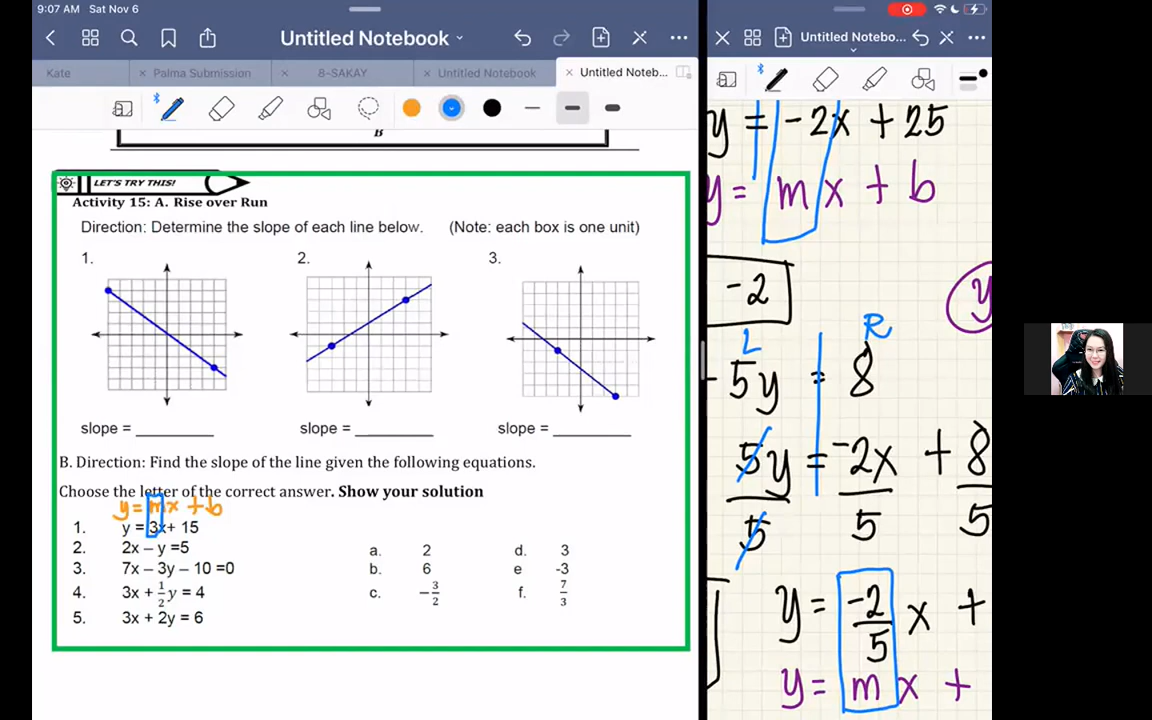 9:07 AM Sat Nov 6
Untitled Notebook
Kate
Palma Submission
8-SAKAY
Untitled Notebook
Untitled Noteb...
B
LET'S TRY THIS!
Activity 15: A. Rise over Run
Direction: Determine the slope of each line below. (Note: each box is one unit)
1. 2. 3.
slope = ________ slope = ________ slope = ________
B. Direction: Find the slope of the line given the following equations.
Choose the letter of the correct answer. Show your solution
y = mx + b
1. y = 3x+ 15
2. 2x – y =5
3. 7x – 3y – 10 =0
4. 3x + 1/2 y = 4
5. 3x + 2y = 6
a. 2 d. 3
b. 6 e -3
c. – 3/2 f. 7/3
Untitled Notebo...
y = -2x + 25
y = mx + b
-2
y
L R
- 5y = 8
5y/5 = -2x/5 + 8/5
y = -2/5 x +
y = m x +